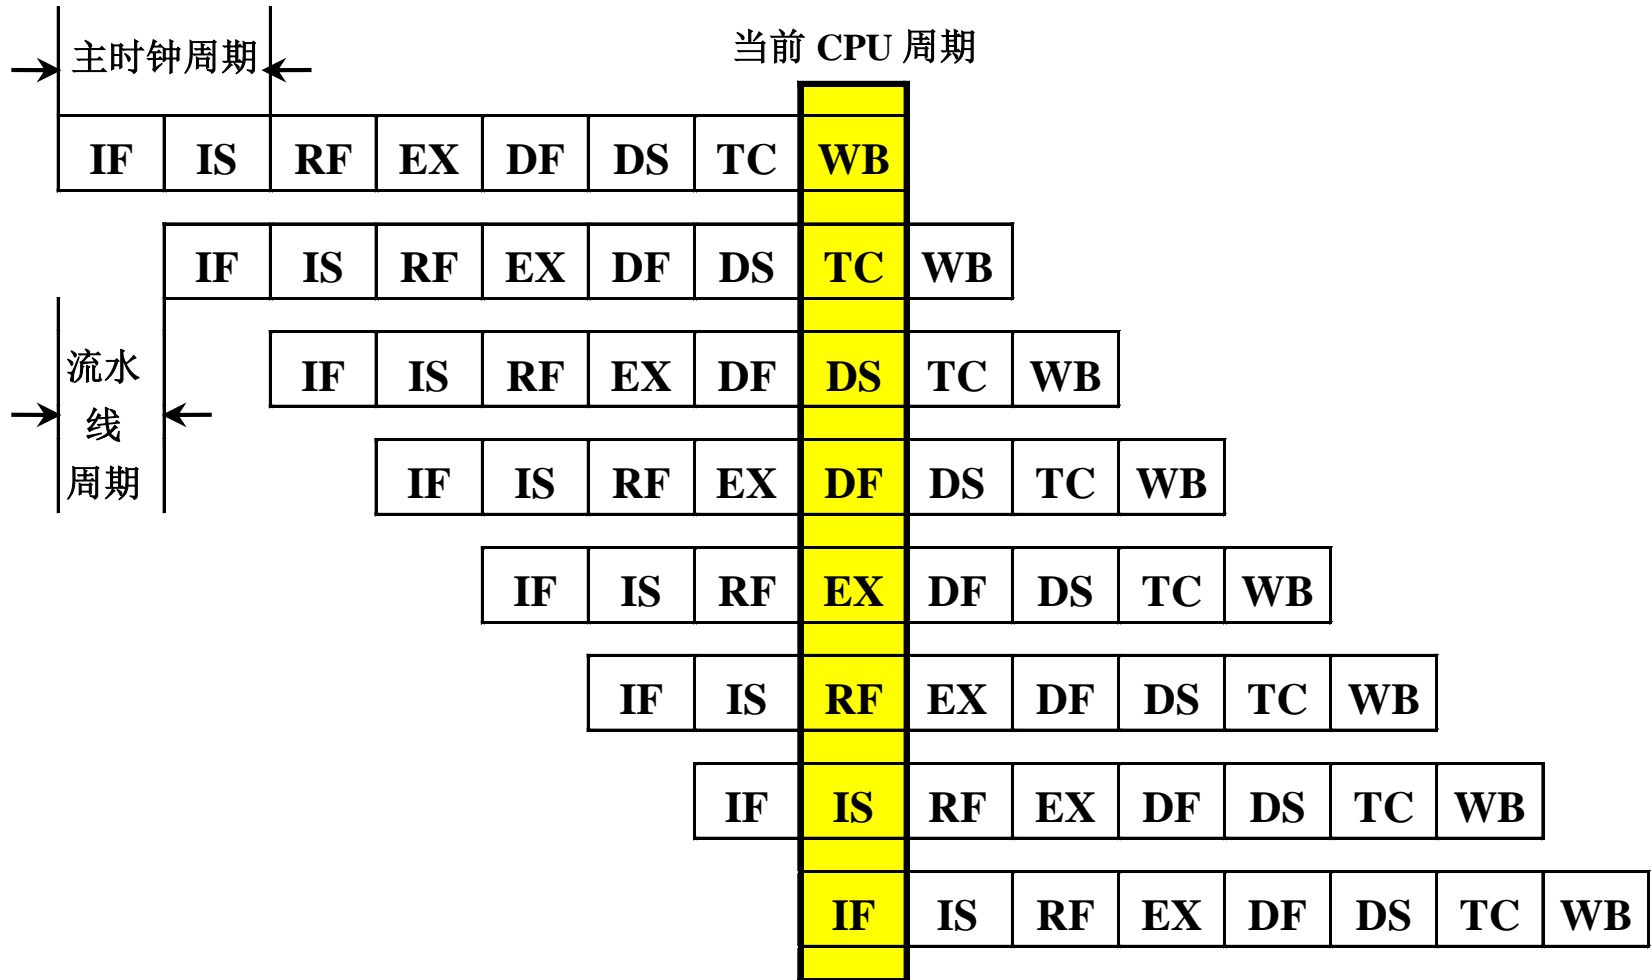 主时钟周期
当前 CPU 周期
IF IS RF EX DF DS TC WB
IF IS RF EX DF DS TC WB
流水
线
周期
IF IS RF EX DF DS TC WB
IF IS RF EX DF DS TC WB
IF IS RF EX DF DS TC WB
IF IS RF EX DF DS TC WB
IF IS RF EX DF DS TC WB
IF IS RF EX DF DS TC WB